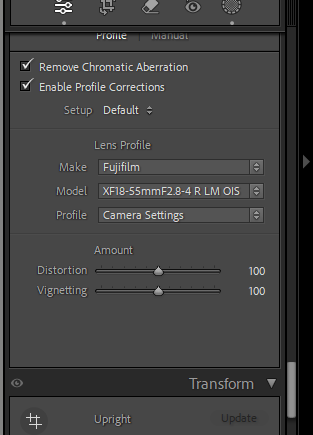 Profile | Manual
Remove Chromatic Aberration
Enable Profile Corrections
Setup Default
Lens Profile
Make Fujifilm
Model XF18-55mmF2.8-4 R LM OIS
Profile Camera Settings
Amount
Distortion 100
Vignetting 100
Transform
Upright Update